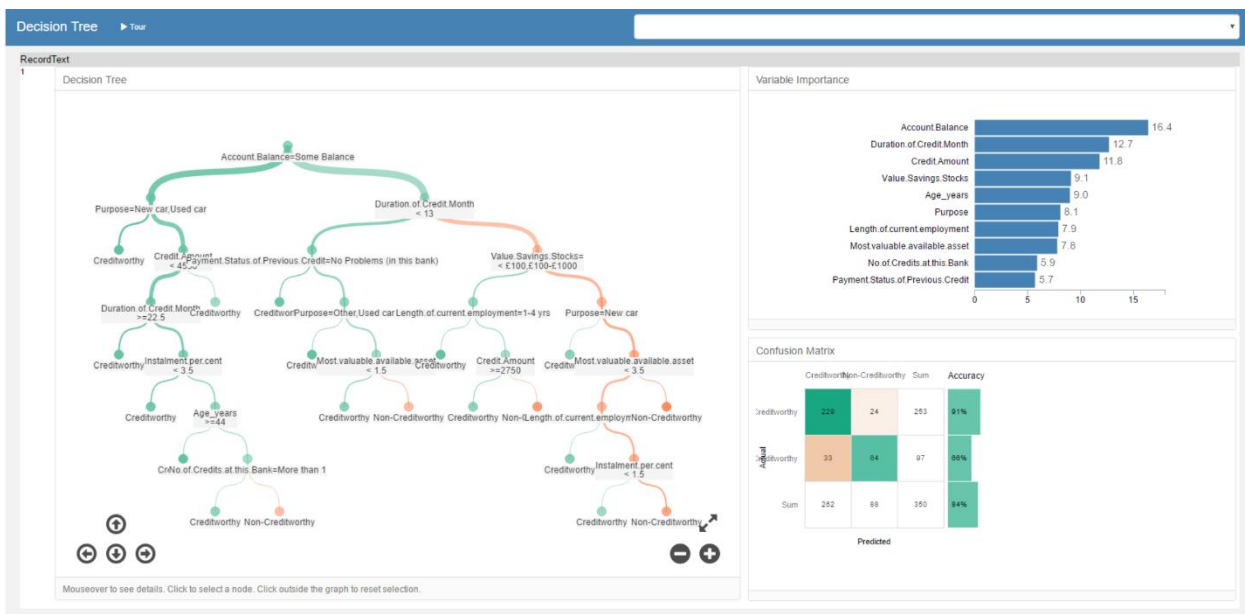 Decision Tree
Tour
RecordText
1
Decision Tree
Account.Balance=Some Balance
Purpose=New car,Used car
Duration.of.Credit.Month
< 13
Creditworthy
Credit.Amount
Payment.Status.of.Previous.Credit=No Problems (in this bank)
Value.Savings.Stocks=
< £100,£100-£1000
Duration.of.Credit.Month
>=22.5
Creditworthy
Purpose=Other,Used car
Length.of.current.employment=1-4 yrs
Purpose=New car
Creditworthy
Instalment.per.cent
< 3.5
Most.valuable.available.asset
< 1.5
Creditworthy
Credit.Amount
>=2750
Most.valuable.available.asset
< 3.5
Creditworthy
Age_years
>=44
Creditworthy
Non-Creditworthy
Creditworthy
Non-Creditworthy
No.of.Credits.at.this.Bank=More than 1
Creditworthy
Instalment.per.cent
< 1.5
Creditworthy
Non-Creditworthy
Creditworthy
Non-Creditworthy
Mouseover to see details. Click to select a node. Click outside the graph to reset selection.
Variable Importance
Account.Balance 16.4
Duration.of.Credit.Month 12.7
Credit.Amount 11.8
Value.Savings.Stocks 9.1
Age_years 9.0
Purpose 8.1
Length.of.current.employment 7.9
Most.valuable.available.asset 7.8
No.of.Credits.at.this.Bank 5.9
Payment.Status.of.Previous.Credit 5.7
0 5 10 15
Confusion Matrix
Sum Accuracy
24 253 91%
Actual
33 64 97 66%
Sum 262 88 350 84%
Predicted